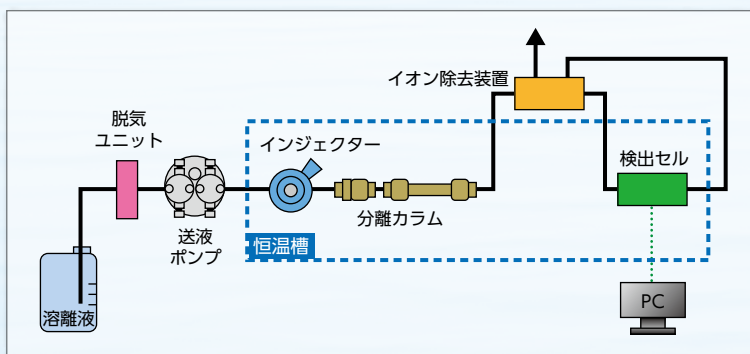 イオン除去装置
脱気
ユニット
インジェクター
検出セル
分離カラム
送液
ポンプ
恒温槽
溶離液
PC